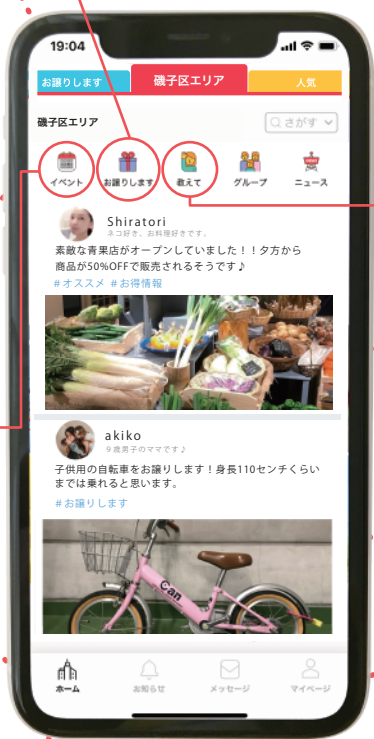 19:04
お譲りします
磯子区エリア
人気
磯子区エリア
さがす
イベント
お譲りします
教えて
グループ
ニュース
Shiratori
ネコ好き、お料理好きです。
素敵な青果店がオープンしていました！！夕方から
商品が50%OFFで販売されるそうです♪
#オススメ #お得情報
akiko
9歳男子のママです♪
子供用の自転車をお譲りします！身長110センチくらい
までは乗れると思います。
#お譲りします
Can
ホーム
お知らせ
メッセージ
マイページ